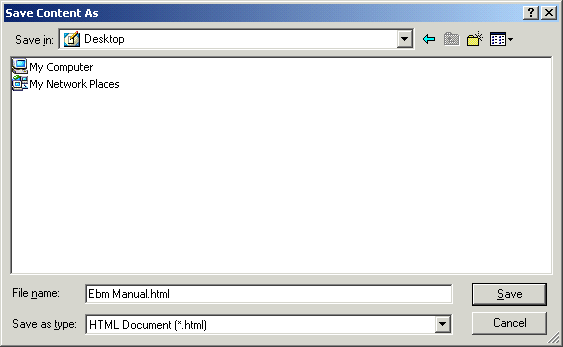 Save Content As
Save in: Desktop
My Computer
My Network Places
File name: Ebm Manual.html Save
Save as type: HTML Document (*.html) Cancel